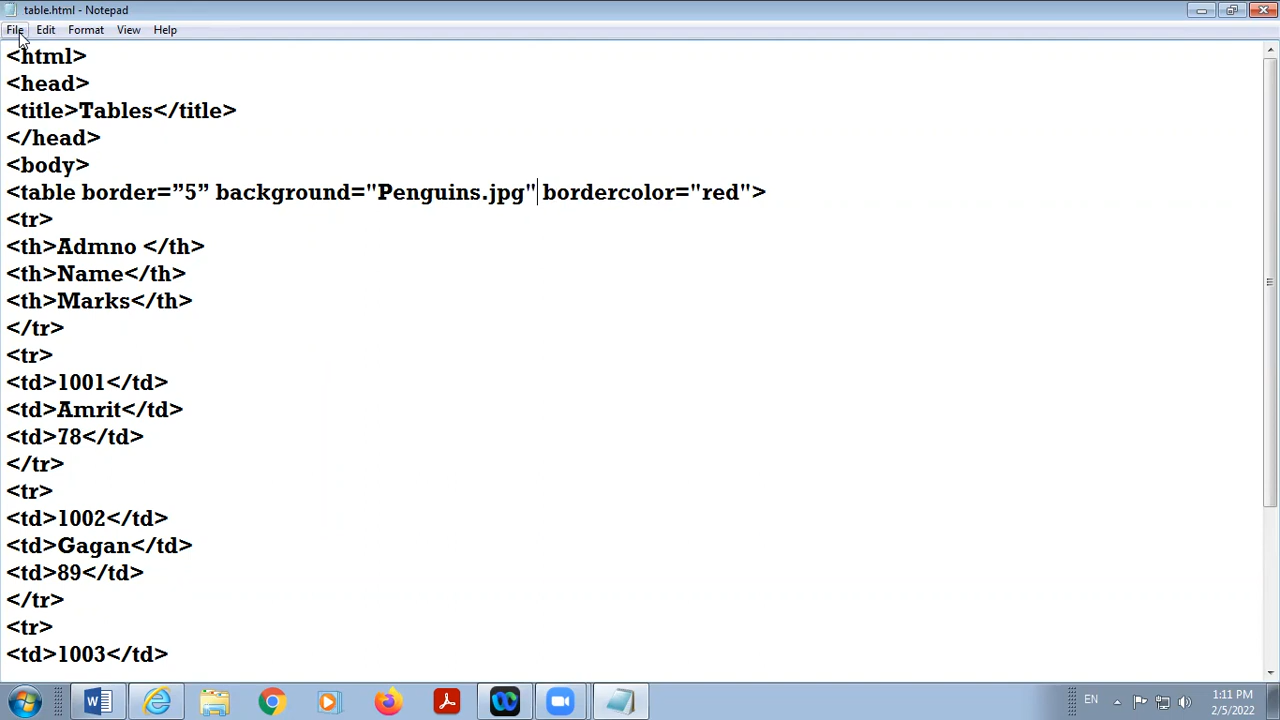 table.html - Notepad
File Edit Format View Help
<html>
<head>
<title>Tables</title>
</head>
<body>
<table border=”5” background="Penguins.jpg" bordercolor="red">
<tr>
<th>Admno </th>
<th>Name</th>
<th>Marks</th>
</tr>
<tr>
<td>1001</td>
<td>Amrit</td>
<td>78</td>
</tr>
<tr>
<td>1002</td>
<td>Gagan</td>
<td>89</td>
</tr>
<tr>
<td>1003</td>
EN
1:11 PM
2/5/2022